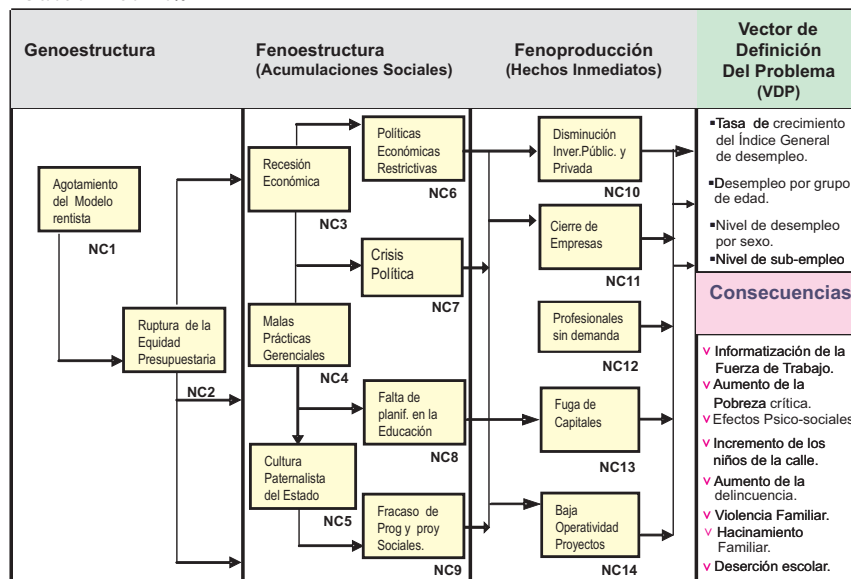 Genoestructura
Fenoestructura
(Acumulaciones Sociales)
Fenoproducción
(Hechos Inmediatos)
Vector de
Definición
Del Problema
(VDP)
Agotamiento
del Modelo
rentista
NC1
Ruptura de la
Equidad
Presupuestaria
NC2
Recesión
Económica
NC3
Malas
Prácticas
Gerenciales
NC4
Cultura
Paternalista
del Estado
NC5
Políticas
Económicas
Restrictivas
NC6
Crisis
Política
NC7
Falta de
planif. en la
Educación
NC8
Fracaso de
Prog y proy
Sociales.
NC9
Disminución
Inver.Públic. y
Privada
NC10
Cierre de
Empresas
NC11
Profesionales
sin demanda
NC12
Fuga de
Capitales
NC13
Baja
Operatividad
Proyectos
NC14
▪Tasa de crecimiento
del Índice General
de desempleo.
▪Desempleo por grupo
de edad.
▪Nivel de desempleo
por sexo.
▪Nivel de sub-empleo
Consecuencias
v Informatización de la
Fuerza de Trabajo.
v Aumento de la
Pobreza crítica.
v Efectos Psico-sociales
v Incremento de los
niños de la calle.
v Aumento de la
delincuencia.
v Violencia Familiar.
v Hacinamiento
Familiar.
v Deserción escolar.